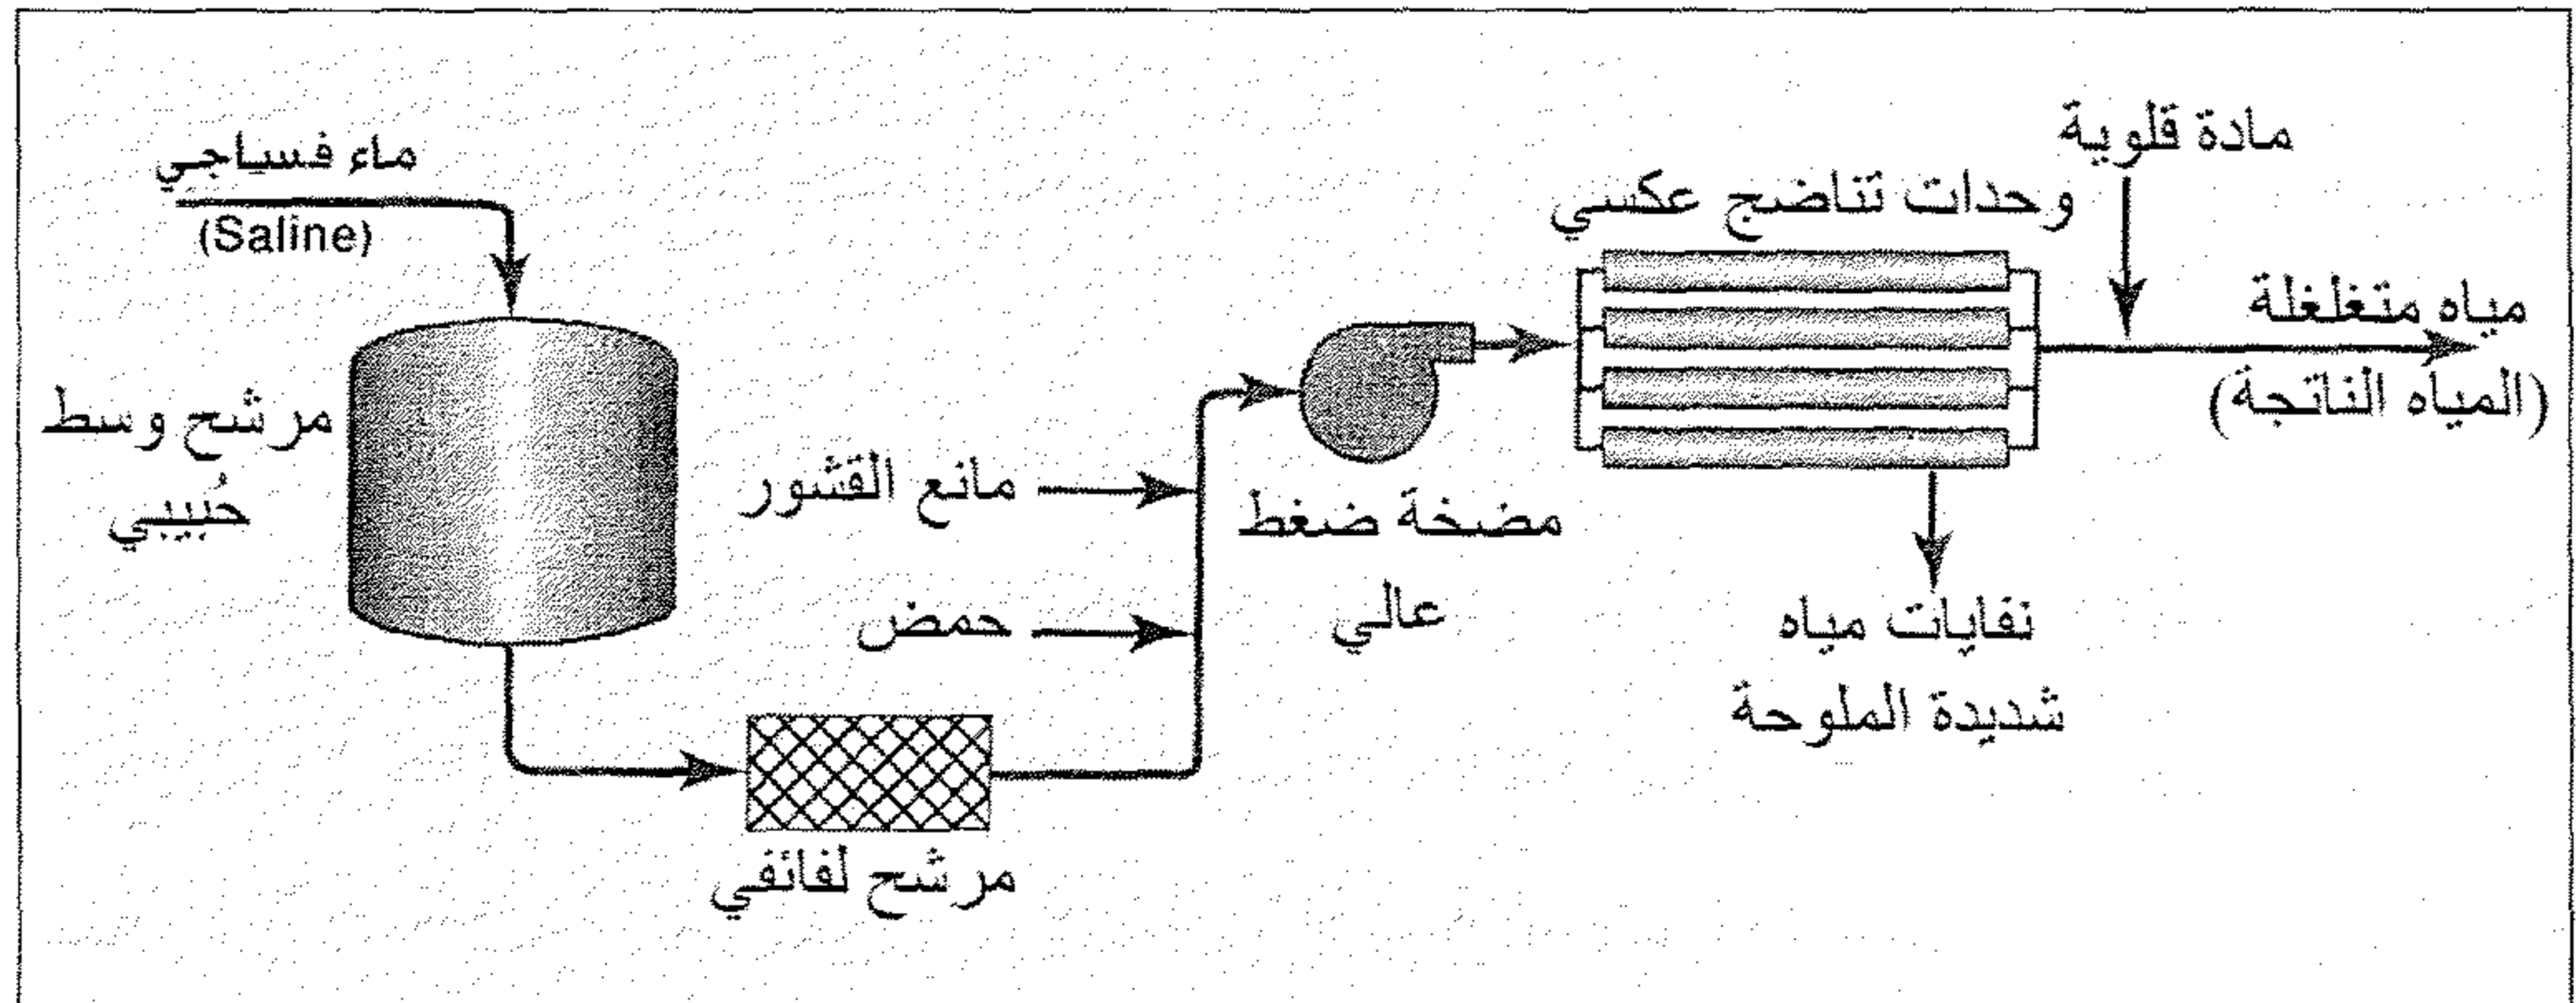 ماء فسياجي
(Saline)
مرشح وسط
حُبيبي
مرشح لفائفي
مانع القشور
حمض
مضخة ضغط
عالي
وحدات تناضج عكسي
مادة قلوية
مياه متغلغلة
(المياه الناتجة)
نفايات مياه
شديدة الملوحة